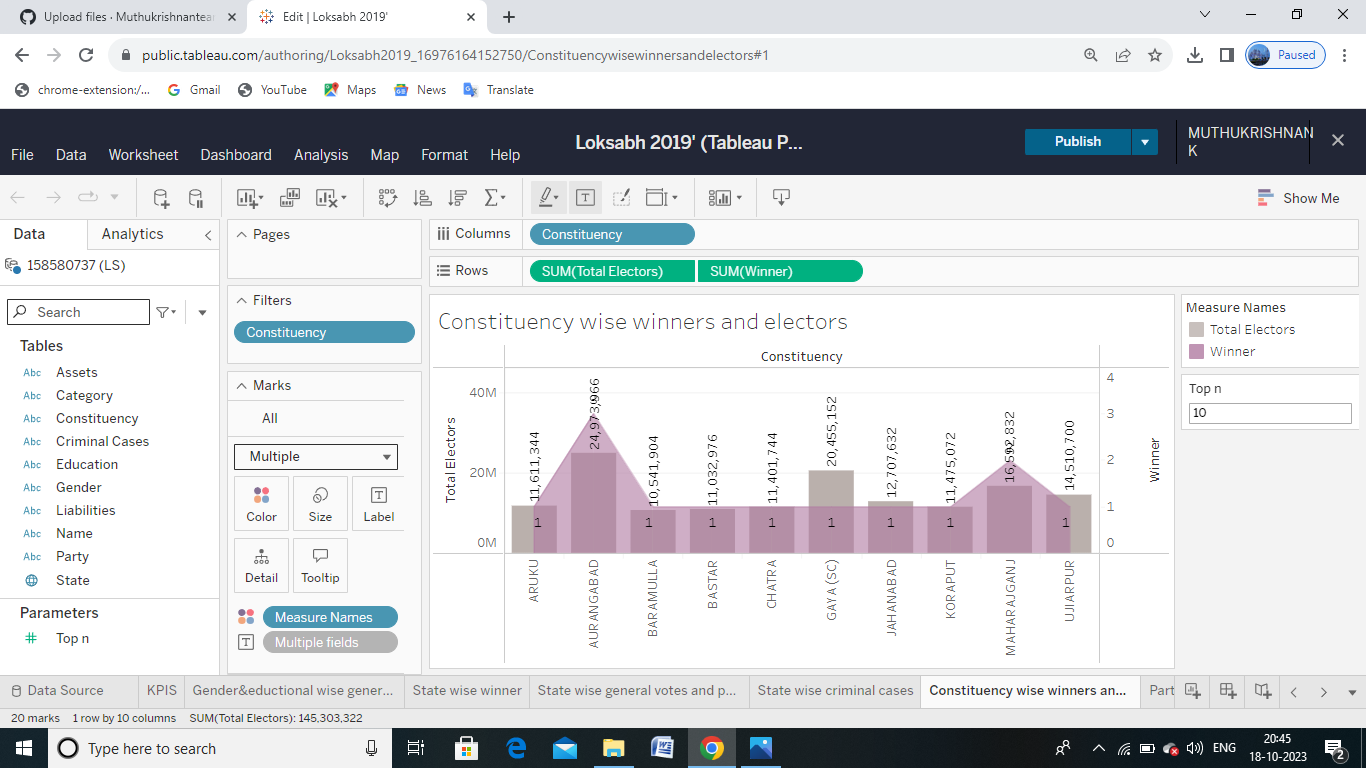 Upload files · Muthukrishnantea
Edit | Loksabh 2019'
public.tableau.com/authoring/Loksabh2019_16976164152750/Constituencywisewinnersandelectors#1
Paused
chrome-extension:/...
Gmail
YouTube
Maps
News
Translate
Loksabh 2019' (Tableau P...
Publish
MUTHUKRISHNAN
K
File Data Worksheet Dashboard Analysis Map Format Help
Show Me
Data
Analytics
158580737 (LS)
Search
Tables
Abc Assets
Abc Category
Abc Constituency
Abc Criminal Cases
Abc Education
Abc Gender
Abc Liabilities
Abc Name
Abc Party
State
Parameters
# Top n
Pages
Filters
Constituency
Marks
All
Multiple
Color
Size
Label
Detail
Tooltip
Measure Names
Multiple fields
Columns
Constituency
Rows
SUM(Total Electors)
SUM(Winner)
Constituency wise winners and electors
Constituency
Total Electors
40M
20M
0M
11,611,344
24,973,966
10,541,904
11,032,976
11,401,744
20,455,152
12,707,632
11,475,072
16,592,832
14,510,700
1
1
1
1
1
1
1
1
4
3
2
1
0
Winner
ARUKU
AURANGABAD
BARAMULLA
BASTAR
CHATRA
GAYA (SC)
JAHANABAD
KORAPUT
MAHARAJGANJ
UJIARPUR
Measure Names
Total Electors
Winner
Top n
10
Data Source
KPIS
Gender&eductional wise gener...
State wise winner
State wise general votes and p...
State wise criminal cases
Constituency wise winners an...
Part
20 marks 1 row by 10 columns SUM(Total Electors): 145,303,322
Type here to search
ENG
20:45
18-10-2023
2